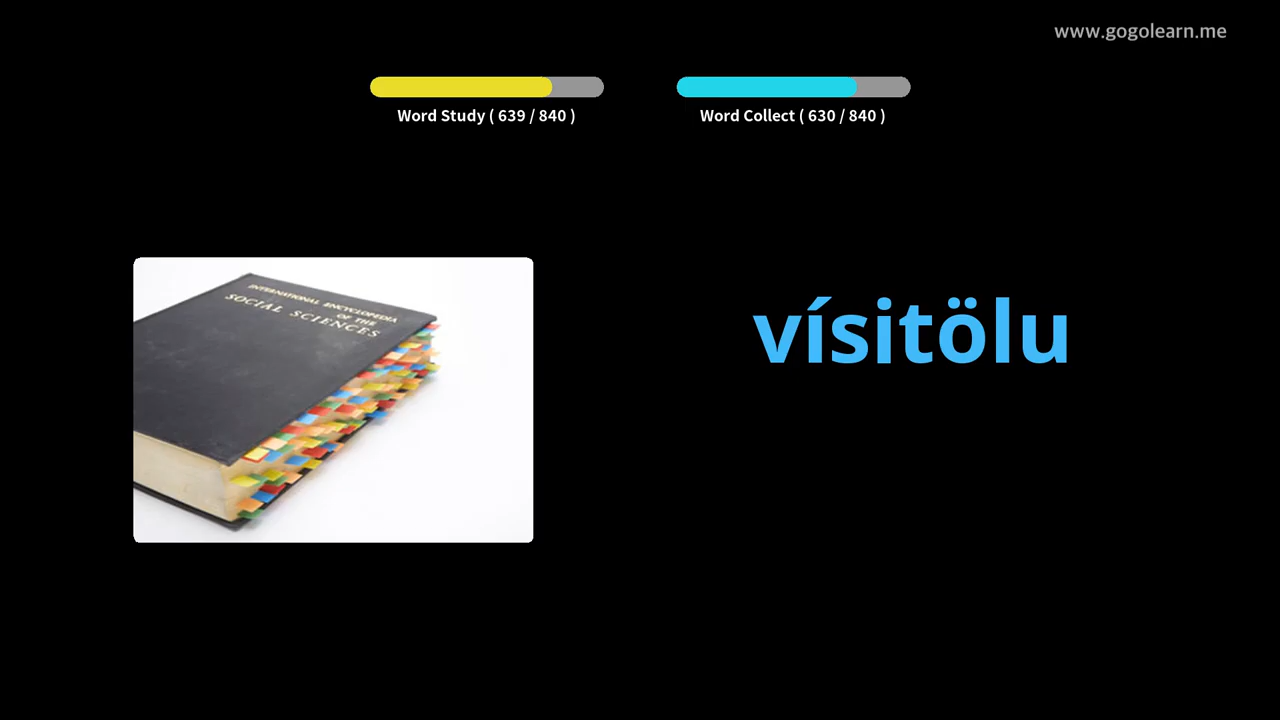 www.gogolearn.me
Word Study ( 639 / 840 )
Word Collect ( 630 / 840 )
INTERNATIONAL ENCYCLOPEDIA
OF THE
SOCIAL SCIENCES
vísitölu